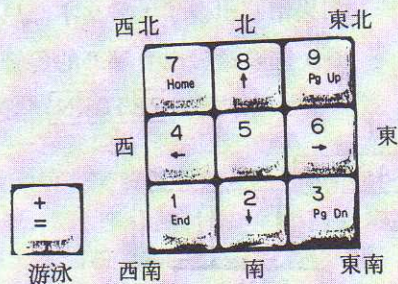 西北 北 東北
7 Home 8 ↑ 9 Pg Up
西 4 ← 5 6 → 東
+ = 1 End 2 ↓ 3 Pg Dn
游泳 西南 南 東南